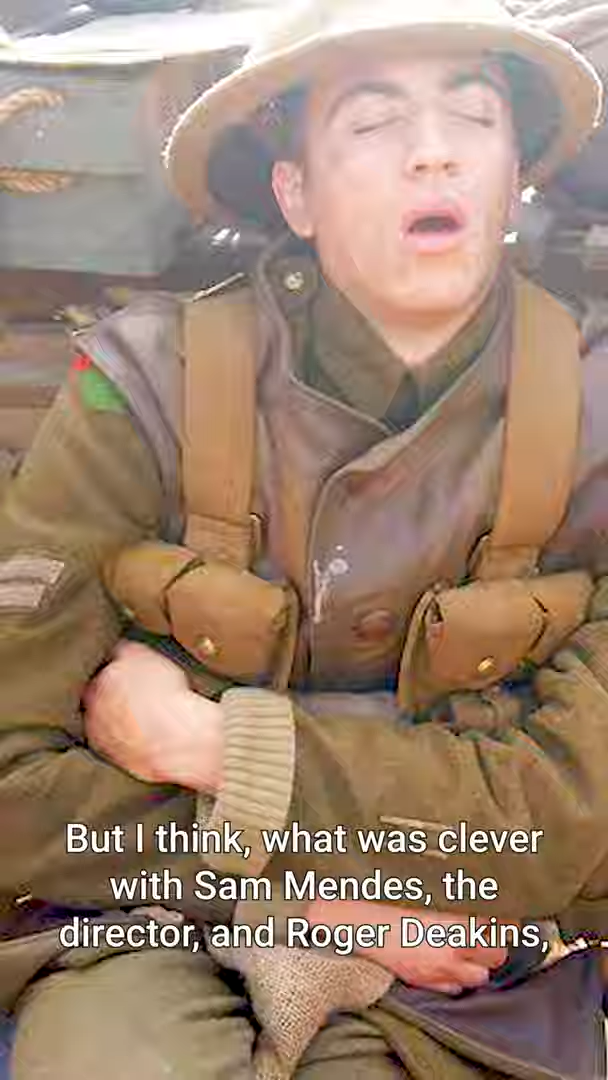 But I think, what was clever
with Sam Mendes, the
director, and Roger Deakins,